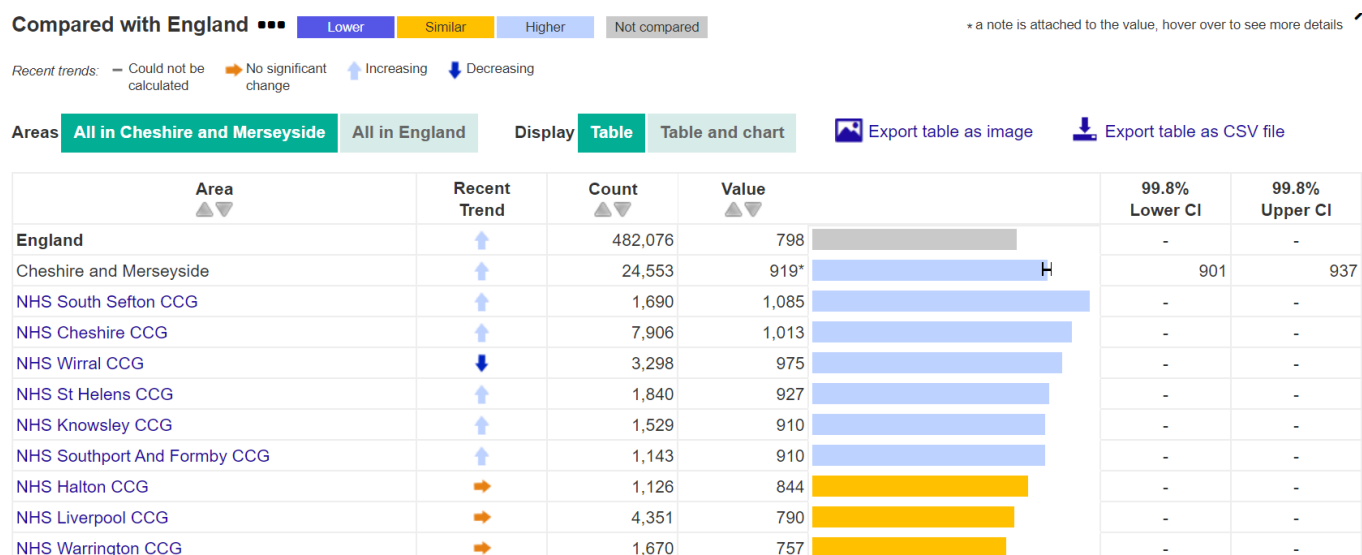 Compared with England ••• Lower Similar Higher Not compared * a note is attached to the value, hover over to see more details
Recent trends: – Could not be calculated No significant change Increasing Decreasing
Areas All in Cheshire and Merseyside All in England Display Table Table and chart Export table as image Export table as CSV file
Area Recent Trend Count Value 99.8% Lower CI 99.8% Upper CI
England 482,076 798 - -
Cheshire and Merseyside 24,553 919* 901 937
NHS South Sefton CCG 1,690 1,085 - -
NHS Cheshire CCG 7,906 1,013 - -
NHS Wirral CCG 3,298 975 - -
NHS St Helens CCG 1,840 927 - -
NHS Knowsley CCG 1,529 910 - -
NHS Southport And Formby CCG 1,143 910 - -
NHS Halton CCG 1,126 844 - -
NHS Liverpool CCG 4,351 790 - -
NHS Warrington CCG 1,670 757 - -